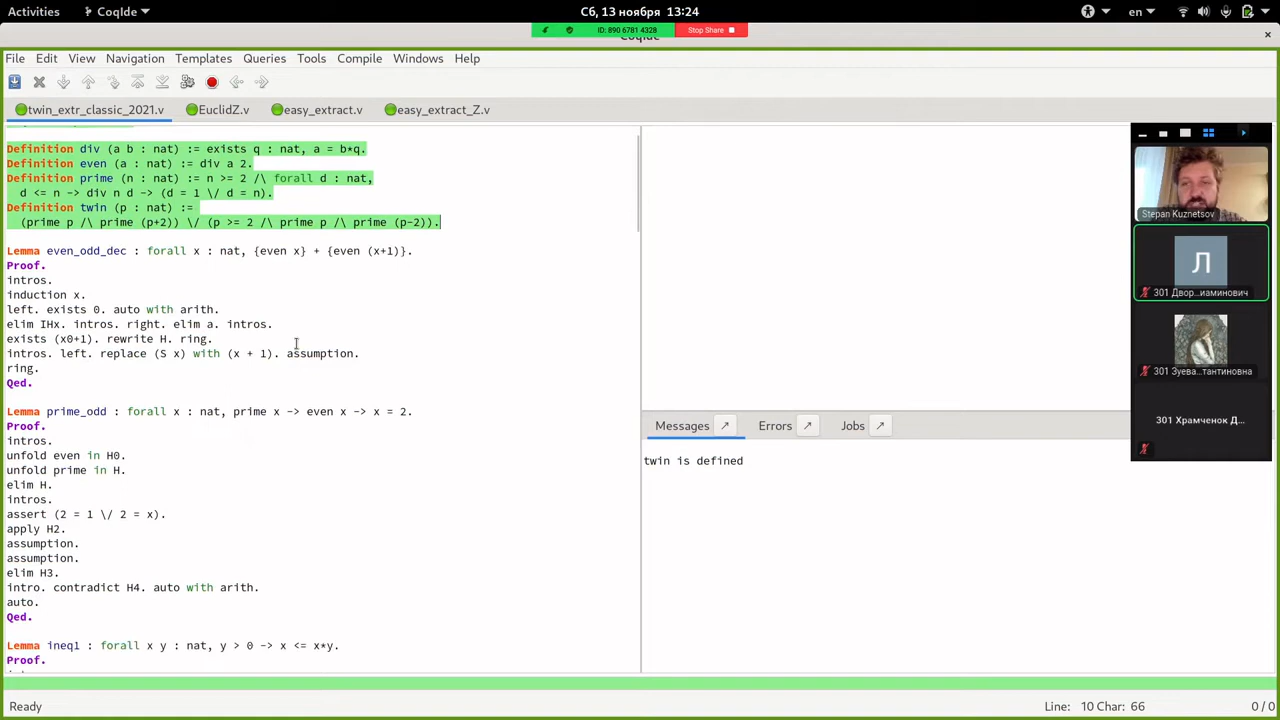 Activities
CoqIde
Сб, 13 ноября 13:24
en
ID: 890 6781 4328
Stop Share
File Edit View Navigation Templates Queries Tools Compile Windows Help
twin_extr_classic_2021.v
EuclidZ.v
easy_extract.v
easy_extract_Z.v
Definition div (a b : nat) := exists q : nat, a = b*q.
Definition even (a : nat) := div a 2.
Definition prime (n : nat) := n >= 2 /\ forall d : nat,
d <= n -> div n d -> (d = 1 \/ d = n).
Definition twin (p : nat) :=
(prime p /\ prime (p+2)) \/ (p >= 2 /\ prime p /\ prime (p-2)).
Lemma even_odd_dec : forall x : nat, {even x} + {even (x+1)}.
Proof.
intros.
induction x.
left. exists 0. auto with arith.
elim IHx. intros. right. elim a. intros.
exists (x0+1). rewrite H. ring.
intros. left. replace (S x) with (x + 1). assumption.
ring.
Qed.
Lemma prime_odd : forall x : nat, prime x -> even x -> x = 2.
Proof.
intros.
unfold even in H0.
unfold prime in H.
elim H.
intros.
assert (2 = 1 \/ 2 = x).
apply H2.
assumption.
assumption.
elim H3.
intro. contradict H4. auto with arith.
auto.
Qed.
Lemma ineq1 : forall x y : nat, y > 0 -> x <= x*y.
Proof.
Messages
Errors
Jobs
twin is defined
Stepan Kuznetsov
Л
301 Двор...иаминович
301 Зуева...тантиновна
301 Храмченок Д...
Ready
Line: 10 Char: 66
0 / 0